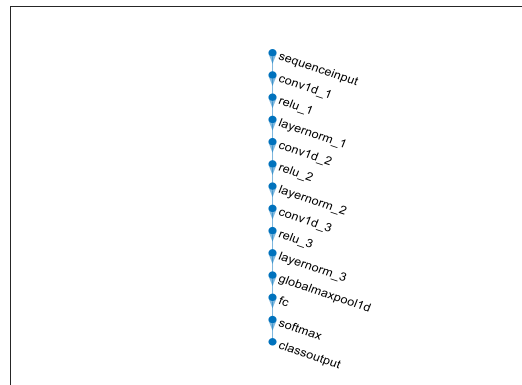 sequenceinput
conv1d_1
relu_1
layernorm_1
conv1d_2
relu_2
layernorm_2
conv1d_3
relu_3
layernorm_3
globalmaxpool1d
fc
softmax
classoutput